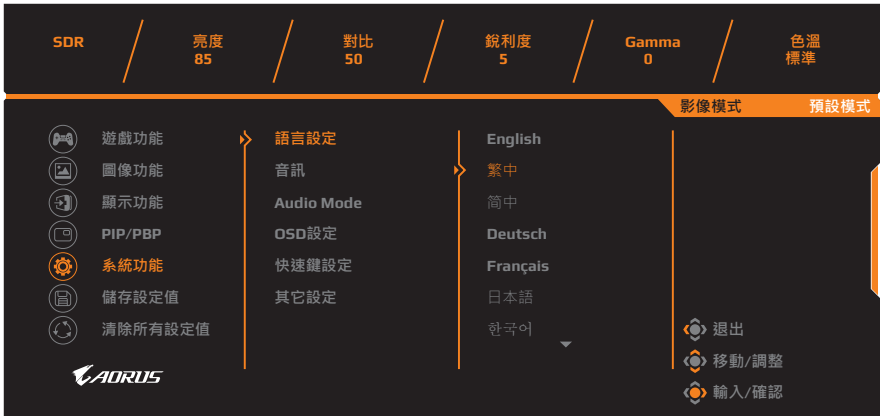 SDR
亮度
85
對比
50
銳利度
5
Gamma
0
色溫
標準
影像模式 預設模式
遊戲功能
圖像功能
顯示功能
PIP/PBP
系統功能
儲存設定值
清除所有設定值
語言設定
音訊
Audio Mode
OSD設定
快速鍵設定
其它設定
English
繁中
简中
Deutsch
Français
日本語
한국어
退出
移動/調整
輸入/確認
AORUS